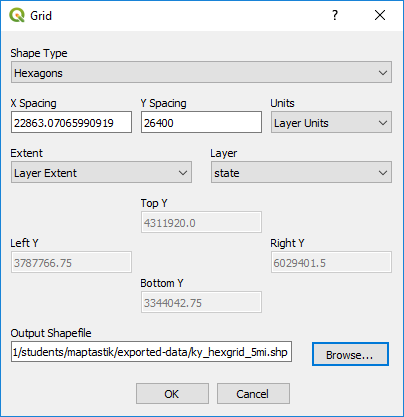 Grid
?
Shape Type
Hexagons
X Spacing Y Spacing Units
22863.07065990919 26400 Layer Units
Extent Layer
Layer Extent state
Top Y
4311920.0
Left Y Right Y
3787766.75 6029401.5
Bottom Y
3344042.75
Output Shapefile
1/students/maptastik/exported-data/ky_hexgrid_5mi.shp Browse...
OK Cancel